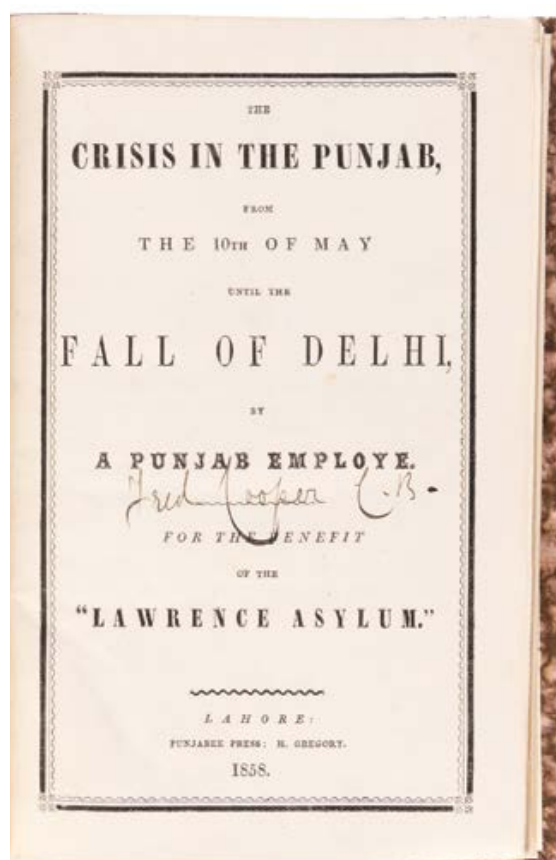 THE
CRISIS IN THE PUNJAB,
FROM
THE 10TH OF MAY
UNTIL THE
FALL OF DELHI,
BY
A PUNJAB EMPLOYE.
Fred Cooper C.B.
FOR THE BENEFIT
OF THE
"LAWRENCE ASYLUM."
LAHORE:
PUNJABEE PRESS: H. GREGORY.
1858.